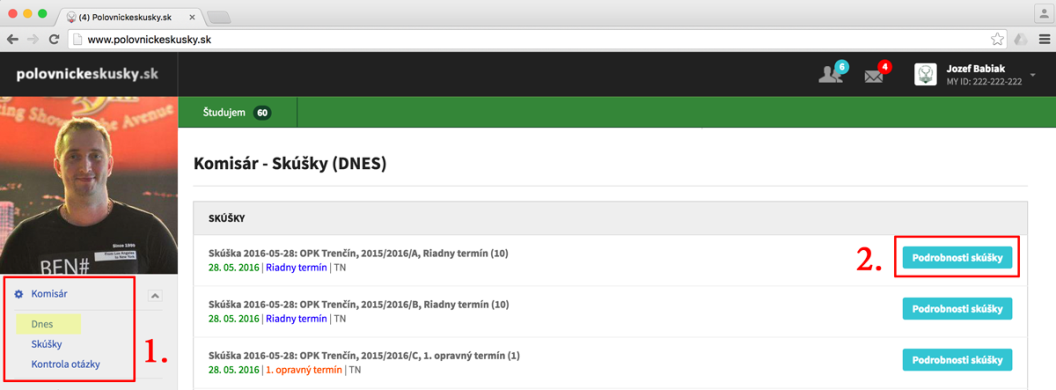 (4) Polovnickeskusky.sk
www.polovnickeskusky.sk
polovnickeskusky.sk
6
4
Jozef Babiak
MY ID: 222-222-222
Študujem 60
Komisár - Skúšky (DNES)
SKÚŠKY
Skúška 2016-05-28: OPK Trenčín, 2015/2016/A, Riadny termín (10)
28. 05. 2016 | Riadny termín | TN
2.
Podrobnosti skúšky
Skúška 2016-05-28: OPK Trenčín, 2015/2016/B, Riadny termín (10)
28. 05. 2016 | Riadny termín | TN
Podrobnosti skúšky
Skúška 2016-05-28: OPK Trenčín, 2015/2016/C, 1. opravný termín (1)
28. 05. 2016 | 1. opravný termín | TN
Podrobnosti skúšky
BEN#
Komisár
Dnes
Skúšky
Kontrola otázky
1.